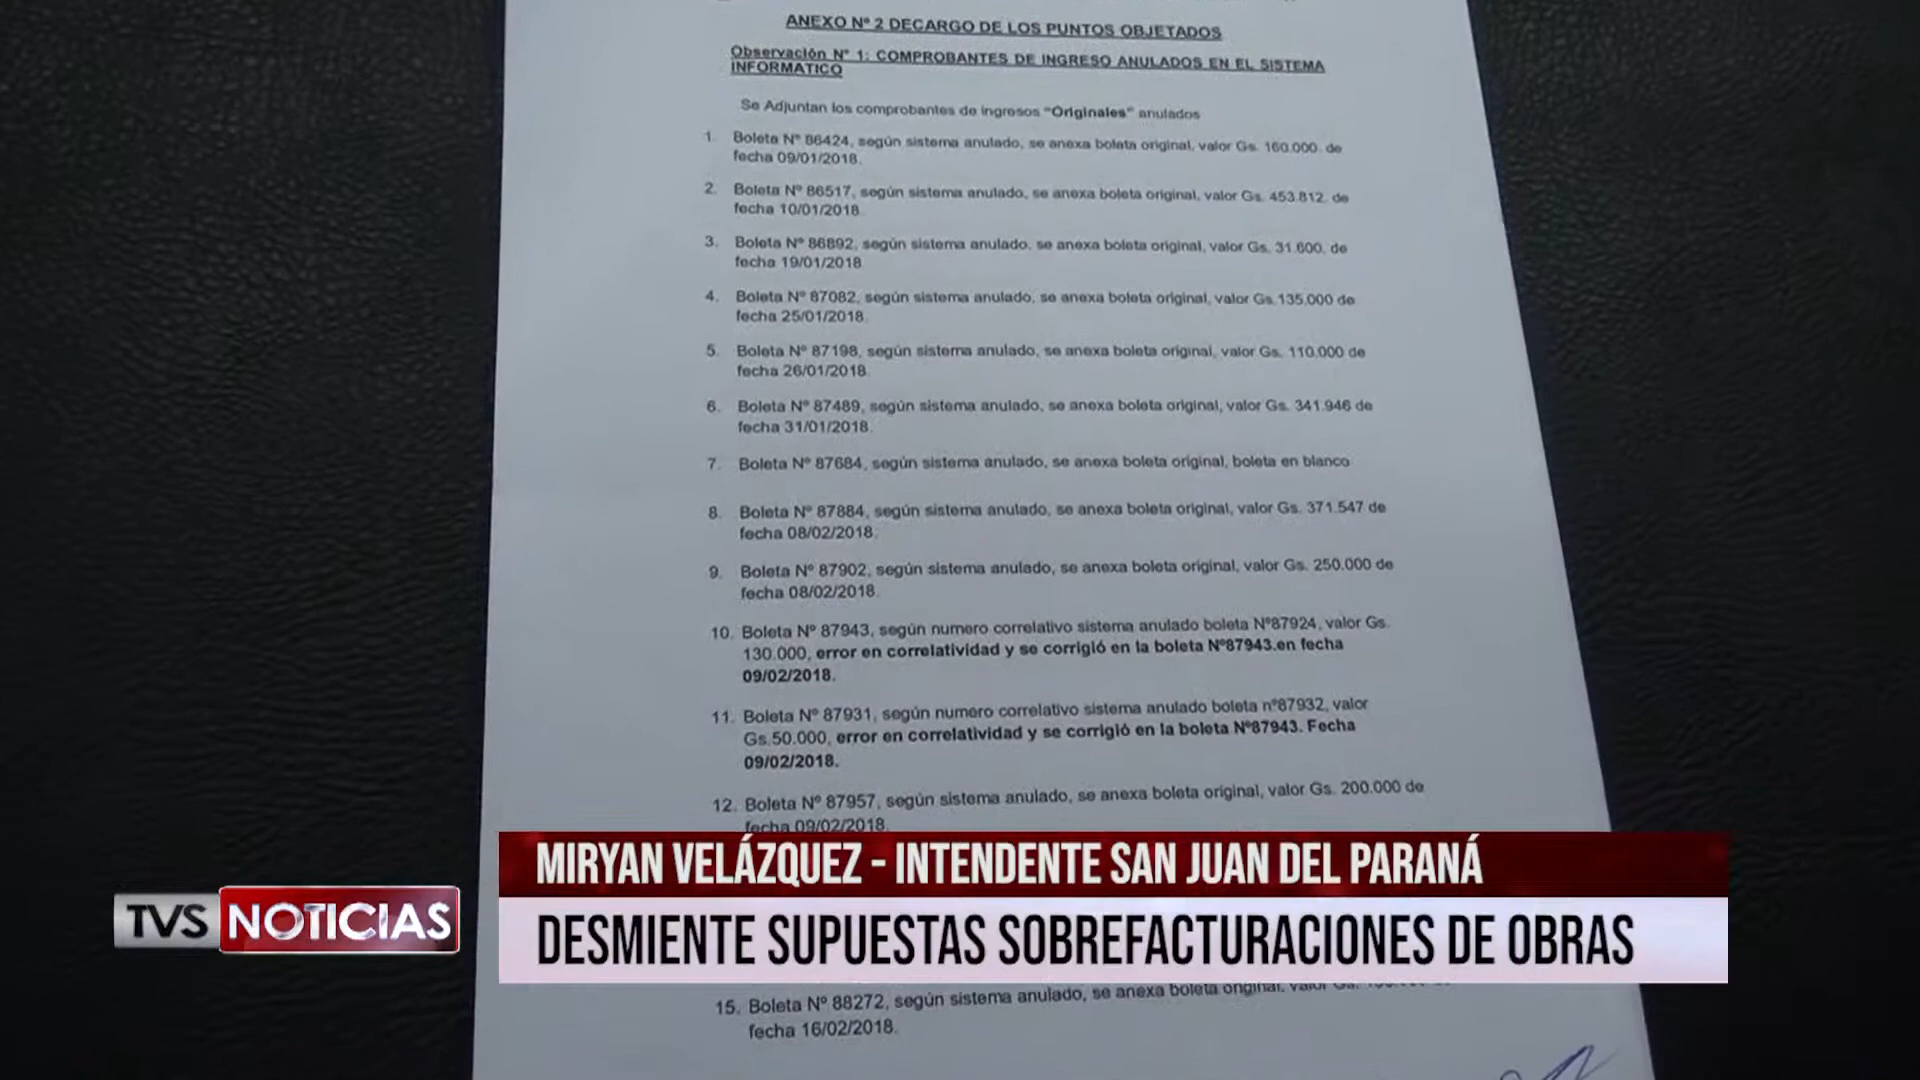 ANEXO Nº 2 DECARGO DE LOS PUNTOS OBJETADOS
Observación Nº 1: COMPROBANTES DE INGRESO ANULADOS EN EL SISTEMA
INFORMATICO
Se Adjuntan los comprobantes de ingresos "Originales" anulados
1. Boleta Nº 86424, según sistema anulado, se anexa boleta original, valor Gs. 160.000. de
fecha 09/01/2018.
2. Boleta Nº 86517, según sistema anulado, se anexa boleta original, valor Gs. 453.812. de
fecha 10/01/2018.
3. Boleta Nº 86892, según sistema anulado, se anexa boleta original, valor Gs. 31.600. de
fecha 19/01/2018
4. Boleta Nº 87082, según sistema anulado, se anexa boleta original, valor Gs.135.000 de
fecha 25/01/2018.
5. Boleta Nº 87198, según sistema anulado, se anexa boleta original, valor Gs. 110.000 de
fecha 26/01/2018.
6. Boleta Nº 87489, según sistema anulado, se anexa boleta original, valor Gs. 341.946 de
fecha 31/01/2018.
7. Boleta Nº 87684, según sistema anulado, se anexa boleta original, boleta en blanco
8. Boleta Nº 87884, según sistema anulado, se anexa boleta original, valor Gs. 371.547 de
fecha 08/02/2018.
9. Boleta Nº 87902, según sistema anulado, se anexa boleta original, valor Gs. 250.000 de
fecha 08/02/2018.
10. Boleta Nº 87943, según numero correlativo sistema anulado boleta Nº87924, valor Gs.
130.000, error en correlatividad y se corrigió en la boleta Nº87943.en fecha
09/02/2018.
11. Boleta Nº 87931, según numero correlativo sistema anulado boleta nº87932, valor
Gs.50.000, error en correlatividad y se corrigió en la boleta Nº87943. Fecha
09/02/2018.
12. Boleta Nº 87957, según sistema anulado, se anexa boleta original, valor Gs. 200.000 de
fecha 09/02/2018.
MIRYAN VELÁZQUEZ - INTENDENTE SAN JUAN DEL PARANÁ
TVS NOTICIAS
DESMIENTE SUPUESTAS SOBREFACTURACIONES DE OBRAS
15. Boleta Nº 88272, según sistema anulado, se anexa boleta original, valor Gs.
fecha 16/02/2018.